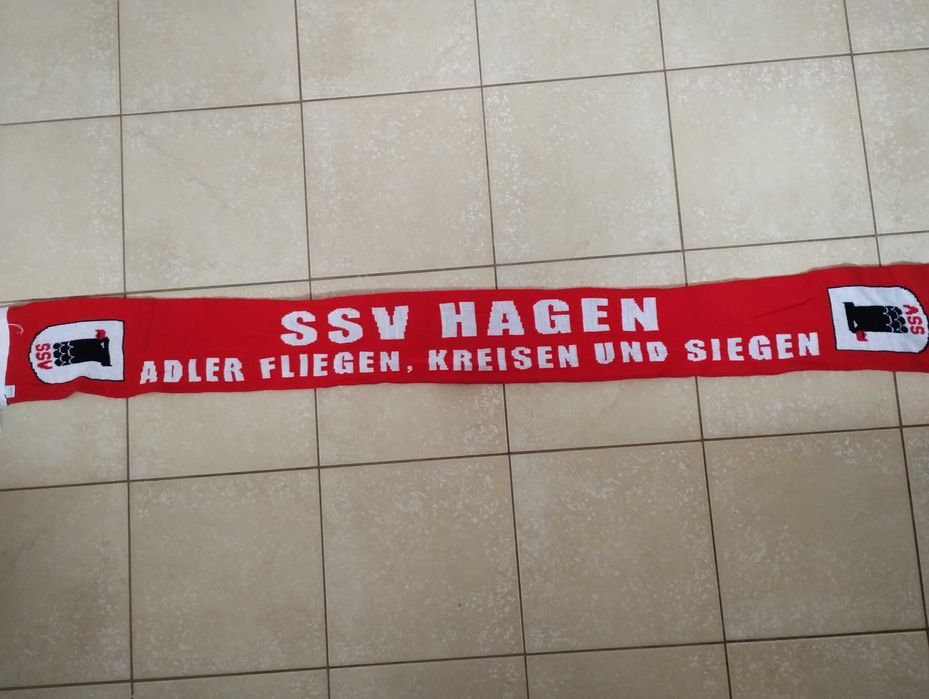 SSV HAGEN
ADLER FLIEGEN, KREISEN UND SIEGEN
SSV
SSV